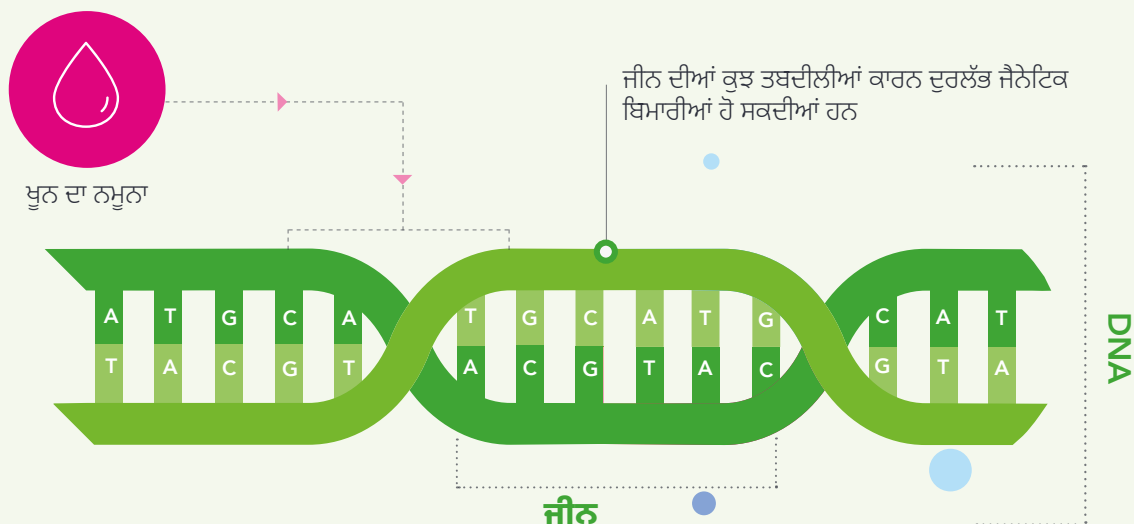 ਜੀਨ ਦੀਆਂ ਕੁਝ ਤਬਦੀਲੀਆਂ ਕਾਰਨ ਦੁਰਲੱਭ ਜੈਨੇਟਿਕ
ਬਿਮਾਰੀਆਂ ਹੋ ਸਕਦੀਆਂ ਹਨ
ਖੂਨ ਦਾ ਨਮੂਨਾ
A T G C A T G C A T G C A T
T A C G T A C G T A C G T A
DNA
ਜੀਨ